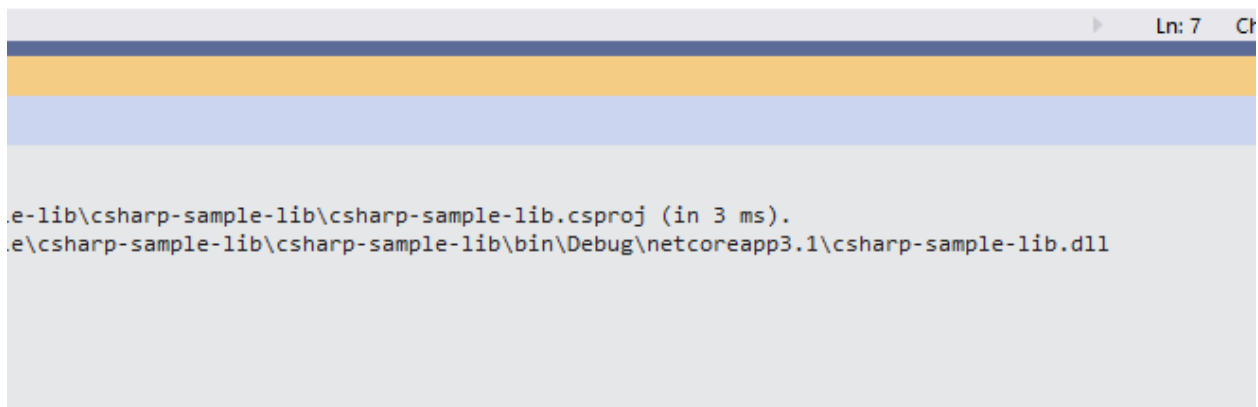 Ln: 7 Ch
e-lib\csharp-sample-lib\csharp-sample-lib.csproj (in 3 ms).
e\csharp-sample-lib\csharp-sample-lib\bin\Debug\netcoreapp3.1\csharp-sample-lib.dll